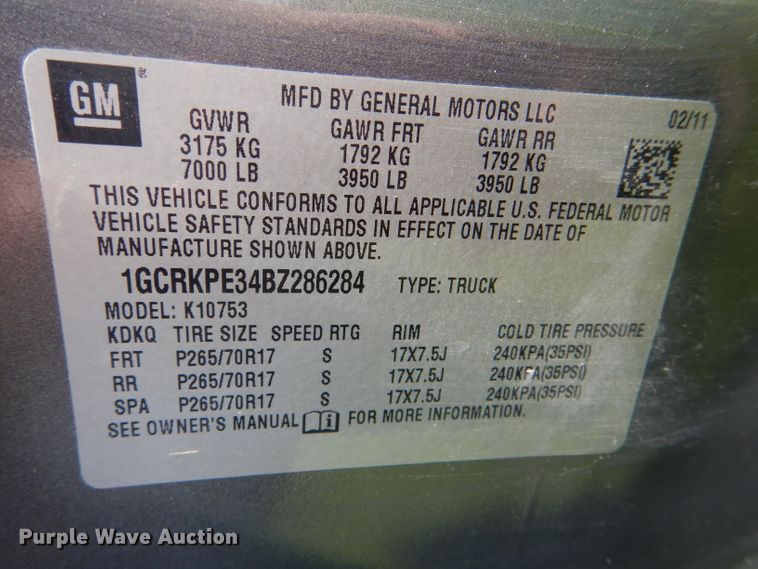 GM®
MFD BY GENERAL MOTORS LLC 02/11
GVWR GAWR FRT GAWR RR
3175 KG 1792 KG 1792 KG
7000 LB 3950 LB 3950 LB
THIS VEHICLE CONFORMS TO ALL APPLICABLE U.S. FEDERAL MOTOR
VEHICLE SAFETY STANDARDS IN EFFECT ON THE DATE OF
MANUFACTURE SHOWN ABOVE.
1GCRKPE34BZ286284 TYPE: TRUCK
MODEL: K10753
KDKQ TIRE SIZE SPEED RTG RIM COLD TIRE PRESSURE
FRT P265/70R17 S 17X7.5J 240KPA(35PSI)
RR P265/70R17 S 17X7.5J 240KPA(35PSI)
SPA P265/70R17 S 17X7.5J 240KPA(35PSI)
SEE OWNER'S MANUAL i FOR MORE INFORMATION.
Purple Wave Auction